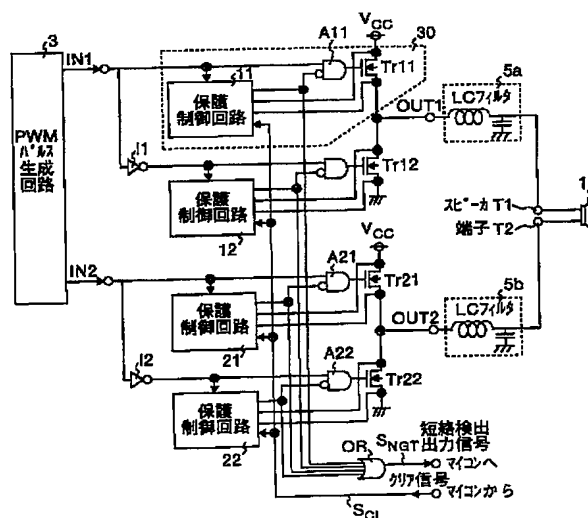 3
IN1
PWM
パルス
生成
回路
11
保護
制御回路
A11
V_CC
30
Tr11
5a
LCフィルタ
OUT1
I1
保護
制御回路
12
Tr12
スピーカ T1
端子 T2
1
V_CC
IN2
A21
Tr21
保護
制御回路
21
OUT2
5b
LCフィルタ
I2
A22
Tr22
保護
制御回路
22
OR
S_NGT
短絡検出
出力信号
マイコンへ
クリア信号
マイコンから
S_CL